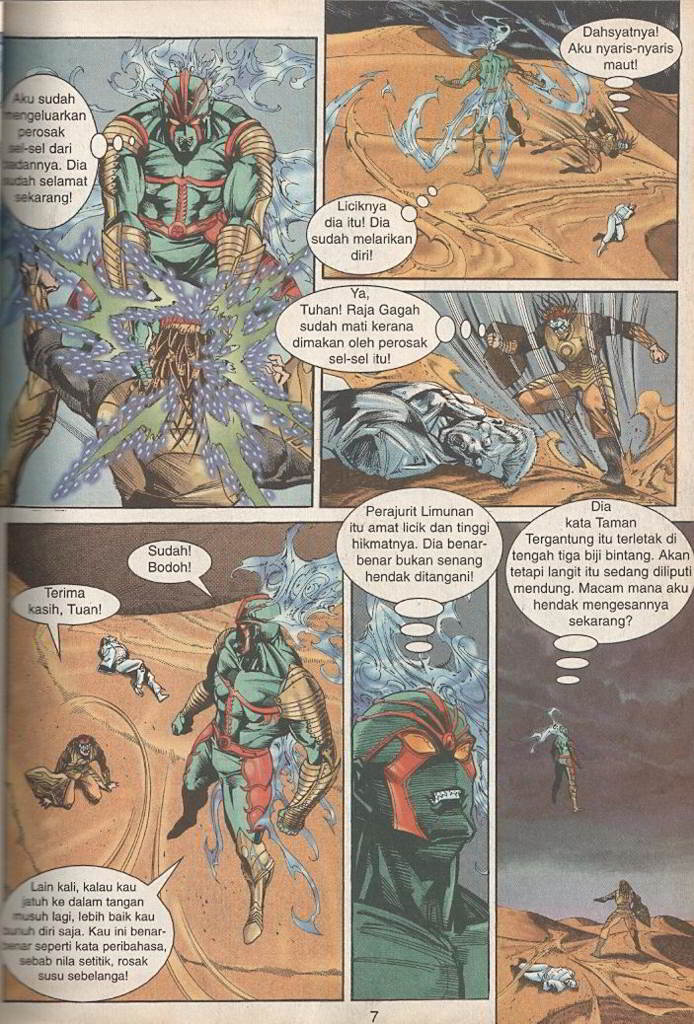 Aku sudah
mengeluarkan
perosak
sel-sel dari
badannya. Dia
sudah selamat
sekarang!
Dahsyatnya!
Aku nyaris-nyaris
maut!
Liciknya
dia itu! Dia
sudah melarikan
diri!
Ya,
Tuhan! Raja Gagah
sudah mati kerana
dimakan oleh perosak
sel-sel itu!
Sudah!
Bodoh!
Terima
kasih, Tuan!
Lain kali, kalau kau
jatuh ke dalam tangan
musuh lagi, lebih baik kau
bunuh diri saja. Kau ini benar-
benar seperti kata peribahasa,
sebab nila setitik, rosak
susu sebelanga!
Perajurit Limunan
itu amat licik dan tinggi
hikmatnya. Dia benar-
benar bukan senang
hendak ditangani!
Dia
kata Taman
Tergantung itu terletak di
tengah tiga biji bintang. Akan
tetapi langit itu sedang diliputi
mendung. Macam mana aku
hendak mengesannya
sekarang?
7